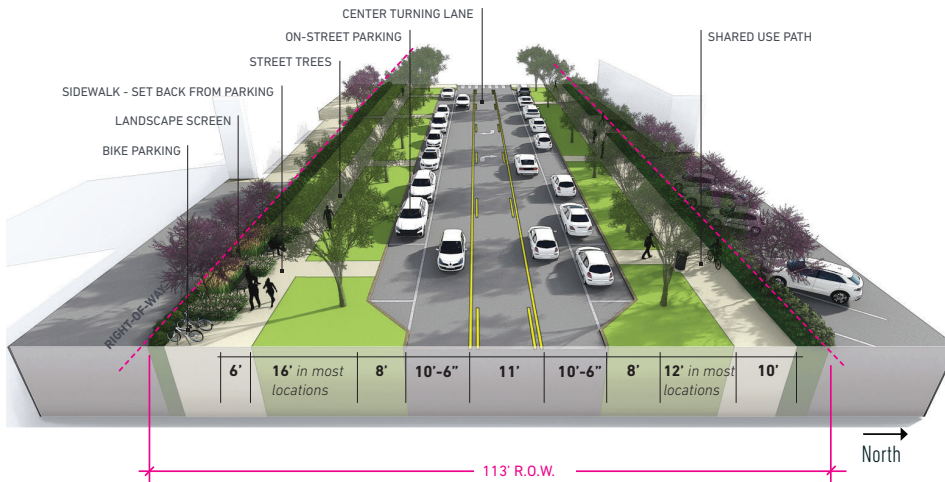 CENTER TURNING LANE
ON-STREET PARKING
SHARED USE PATH
STREET TREES
SIDEWALK - SET BACK FROM PARKING
LANDSCAPE SCREEN
BIKE PARKING
RIGHT-OF-WAY
6’
16’ in most
locations
8’
10’-6”
11’
10’-6”
8’
12’ in most
locations
10’
North
113’ R.O.W.